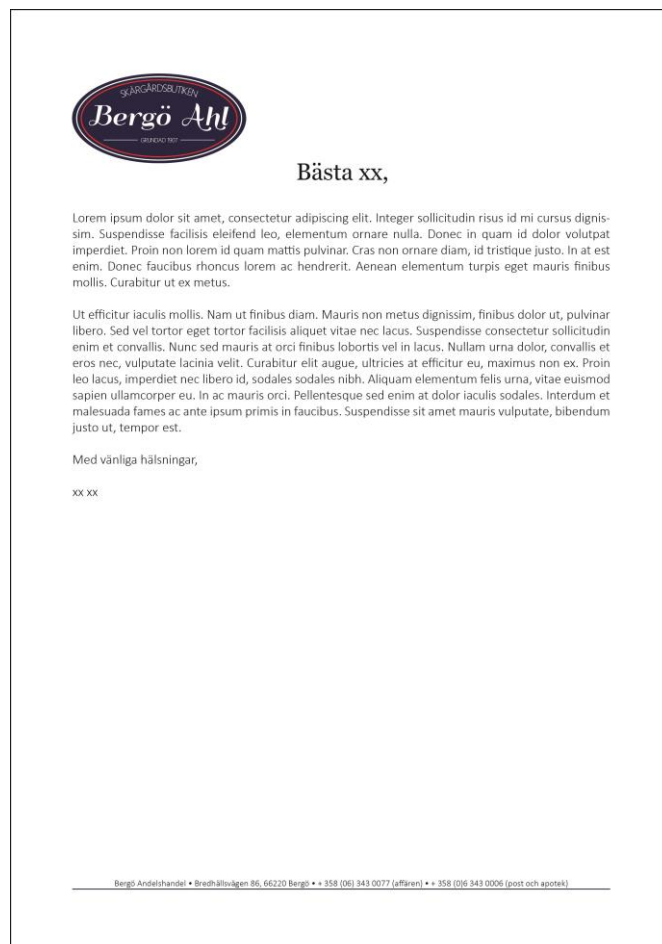 SKÄRGÅRDSBUTIKEN
Bergö Ahl
GRUNDAD 1907
Bästa xx,
Lorem ipsum dolor sit amet, consectetur adipiscing elit. Integer sollicitudin risus id mi cursus dignis-
sim. Suspendisse facilisis eleifend leo, elementum ornare nulla. Donec in quam id dolor volutpat
imperdiet. Proin non lorem id quam mattis pulvinar. Cras non ornare diam, id tristique justo. In at est
enim. Donec faucibus rhoncus lorem ac hendrerit. Aenean elementum turpis eget mauris finibus
mollis. Curabitur ut ex metus.
Ut efficitur iaculis mollis. Nam ut finibus diam. Mauris non metus dignissim, finibus dolor ut, pulvinar
libero. Sed vel tortor eget tortor facilisis aliquet vitae nec lacus. Suspendisse consectetur sollicitudin
enim et convallis. Nunc sed mauris at orci finibus lobortis vel in lacus. Nullam urna dolor, convallis et
eros nec, vulputate lacinia velit. Curabitur elit augue, ultricies at efficitur eu, maximus non ex. Proin
leo lacus, imperdiet nec libero id, sodales sodales nibh. Aliquam elementum felis urna, vitae euismod
sapien ullamcorper eu. In ac mauris orci. Pellentesque sed enim at dolor iaculis sodales. Interdum et
malesuada fames ac ante ipsum primis in faucibus. Suspendisse sit amet mauris vulputate, bibendum
justo ut, tempor est.
Med vänliga hälsningar,
xx xx
Bergö Andelshandel • Bredhällsvägen 86, 66220 Bergö • + 358 (06) 343 0077 (affären) • + 358 (0)6 343 0006 (post och apotek)